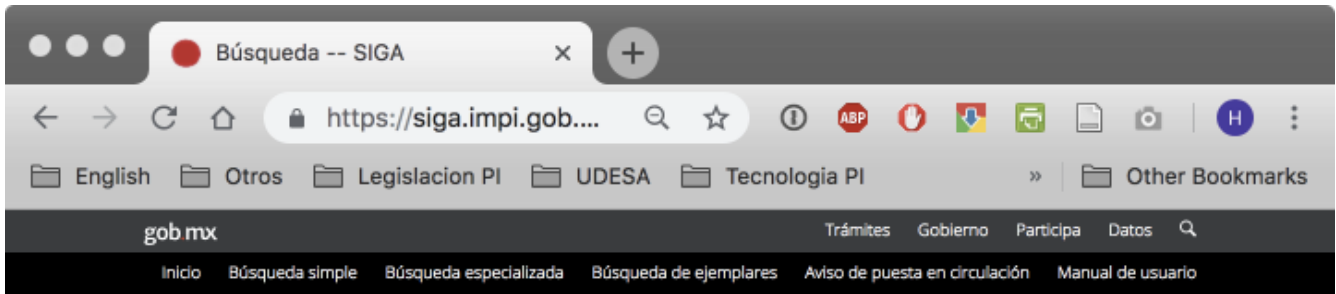 Búsqueda -- SIGA
https://siga.impi.gob....
ABP
H
English Otros Legislacion PI UDESA Tecnologia PI » Other Bookmarks
gob.mx Trámites Gobierno Participa Datos
Inicio Búsqueda simple Búsqueda especializada Búsqueda de ejemplares Aviso de puesta en circulación Manual de usuario